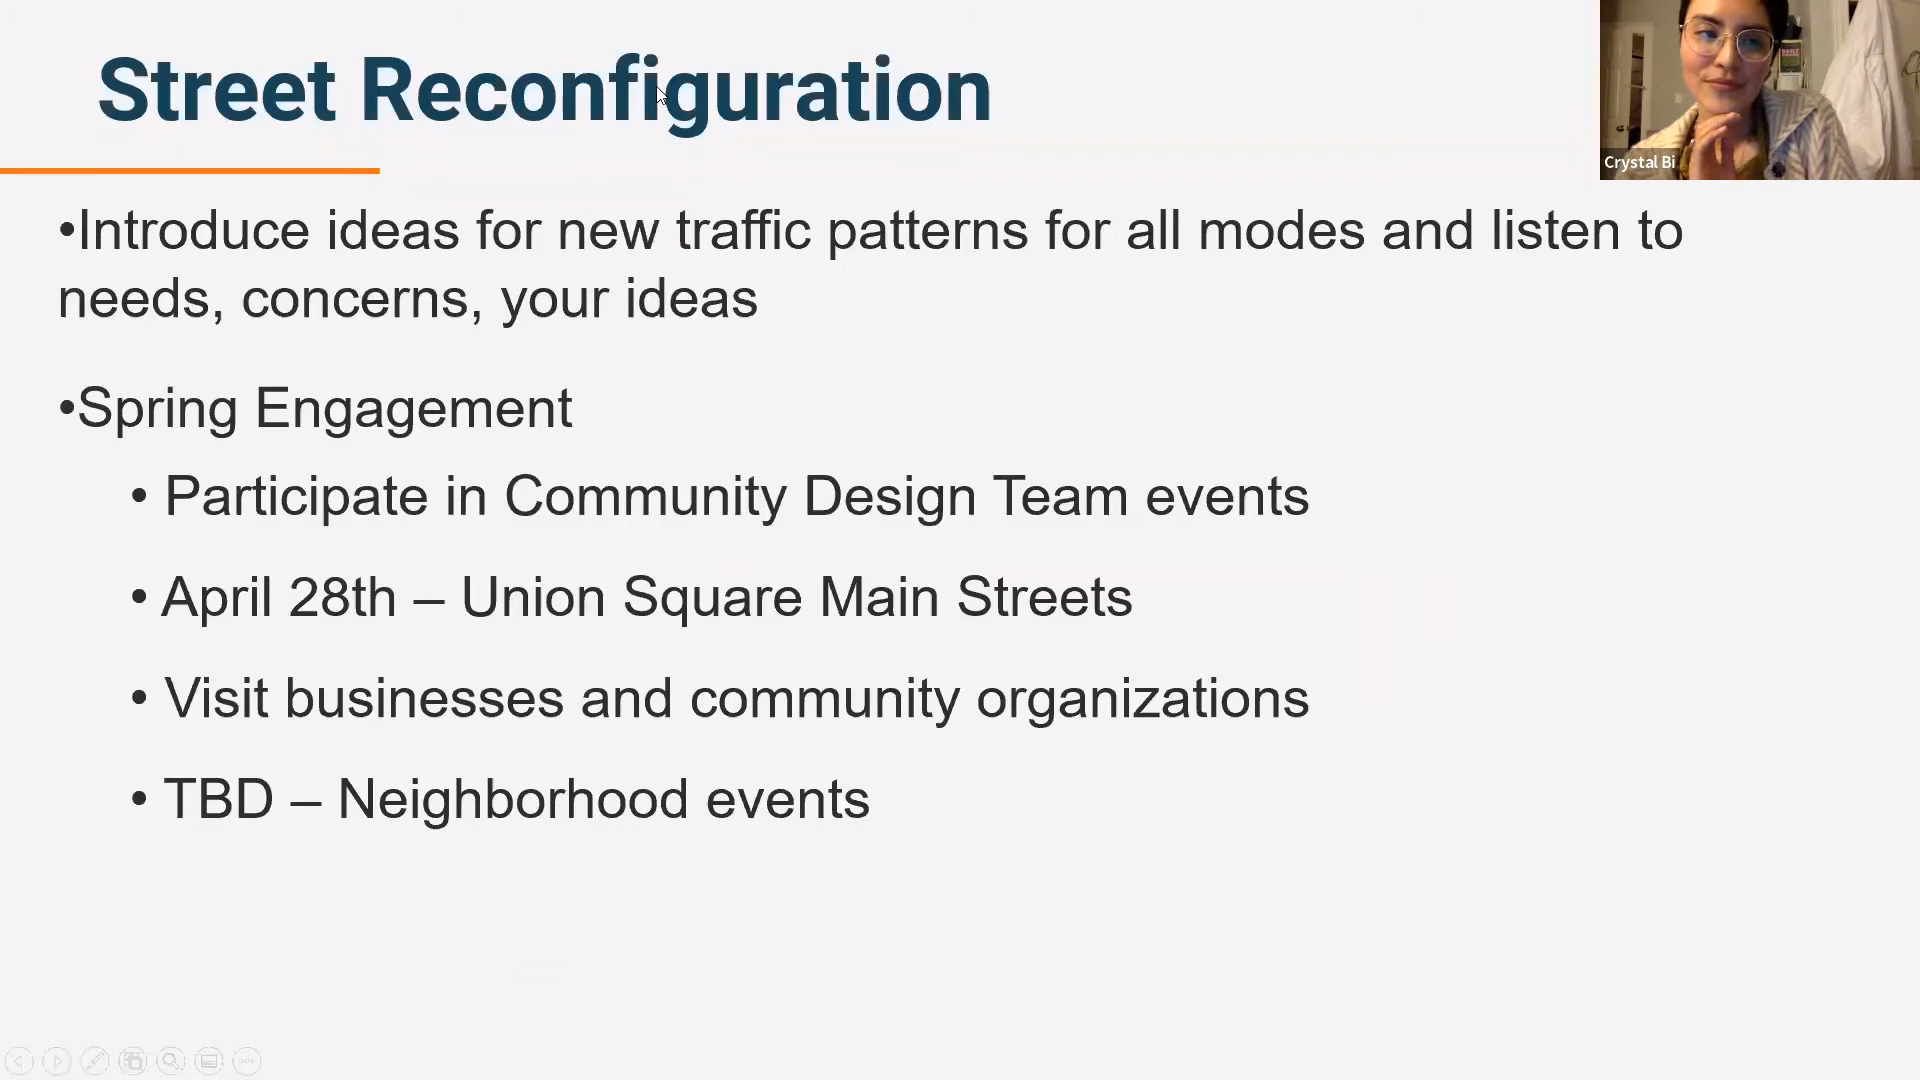 Street Reconfiguration
Crystal Bi
•Introduce ideas for new traffic patterns for all modes and listen to
needs, concerns, your ideas
•Spring Engagement
• Participate in Community Design Team events
• April 28th – Union Square Main Streets
• Visit businesses and community organizations
• TBD – Neighborhood events